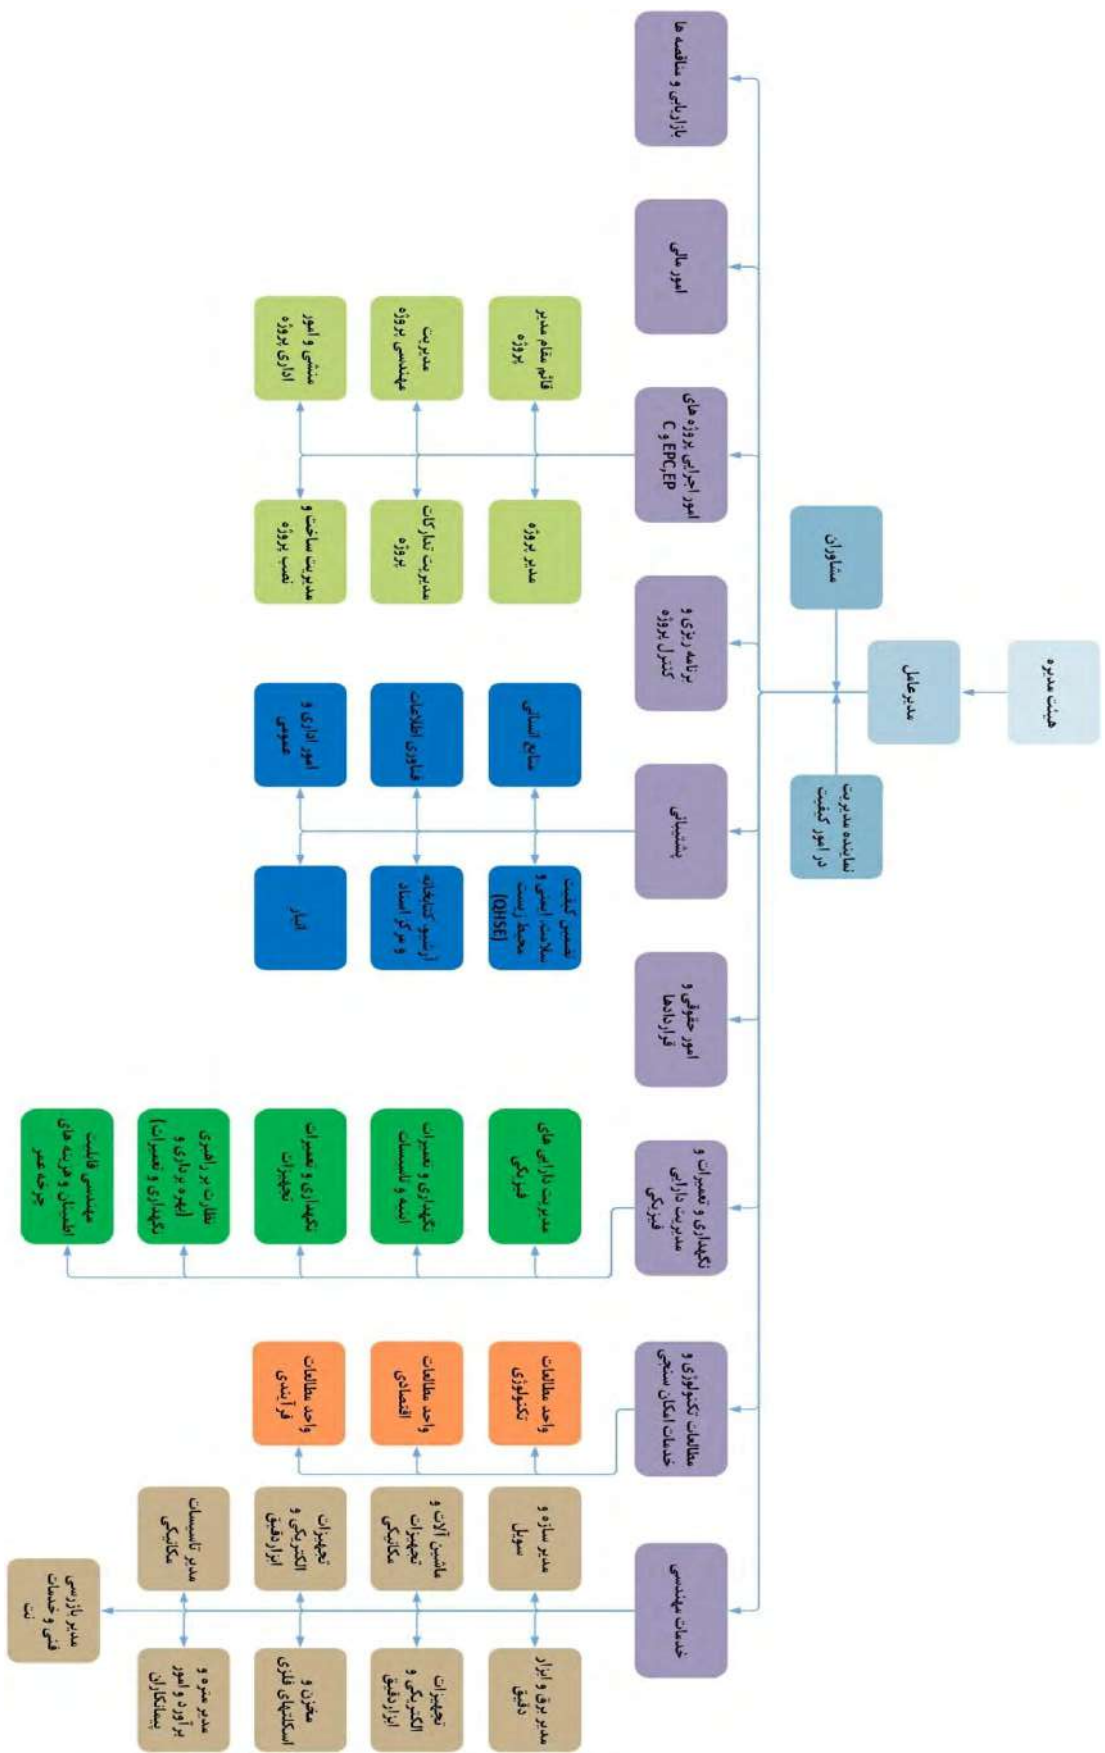 هیئت مدیره
مدیرعامل
مشاوران
نماینده مدیریت
در امور کیفیت
بازاریابی و مناقصه ها
امور مالی
امور اجرایی پروژه های
EPC,EP و C
برنامه ریزی و
کنترل پروژه
پشتیبانی
امور حقوقی و
قراردادها
نگهداری و تعمیرات و
مدیریت دارایی
فیزیکی
مطالعات تکنولوژی و
خدمات امکان سنجی
خدمات مهندسی
قائم مقام مدیر
پروژه
مدیر پروژه
مدیریت
مهندسی پروژه
مدیریت تدارکات
پروژه
منشی و امور
اداری پروژه
مدیریت ساخت و
نصب پروژه
منابع انسانی
تضمین کیفیت
سلامت، ایمنی و
محیط زیست
(QHSE)
فناوری اطلاعات
آرشیو، کتابخانه
و مرکز اسناد
امور اداری و
عمومی
انبار
مدیریت دارایی های
فیزیکی
نگهداری و تعمیرات
ابنیه و تاسیسات
نگهداری و تعمیرات
تجهیزات
نظارت بر راهبری
(بهره برداری و
نگهداری و تعمیرات)
مهندسی قابلیت
اطمینان و هزینه های
چرخه عمر
واحد مطالعات
تکنولوژی
واحد مطالعات
اقتصادی
واحد مطالعات
فرآیندی
مدیر سازه و
سویل
مدیر برق و ابزار
دقیق
ماشین آلات و
تجهیزات
مکانیکی
تجهیزات
الکتریکی و
ابزاردقیق
تجهیزات
الکتریکی و
ابزاردقیق
مخزن و
اسکلتهای فلزی
مدیر تاسیسات
مکانیکی
مدیر متره و
برآورد و امور
پیمانکاران
مدیر بازرسی
فنی و خدمات
نت